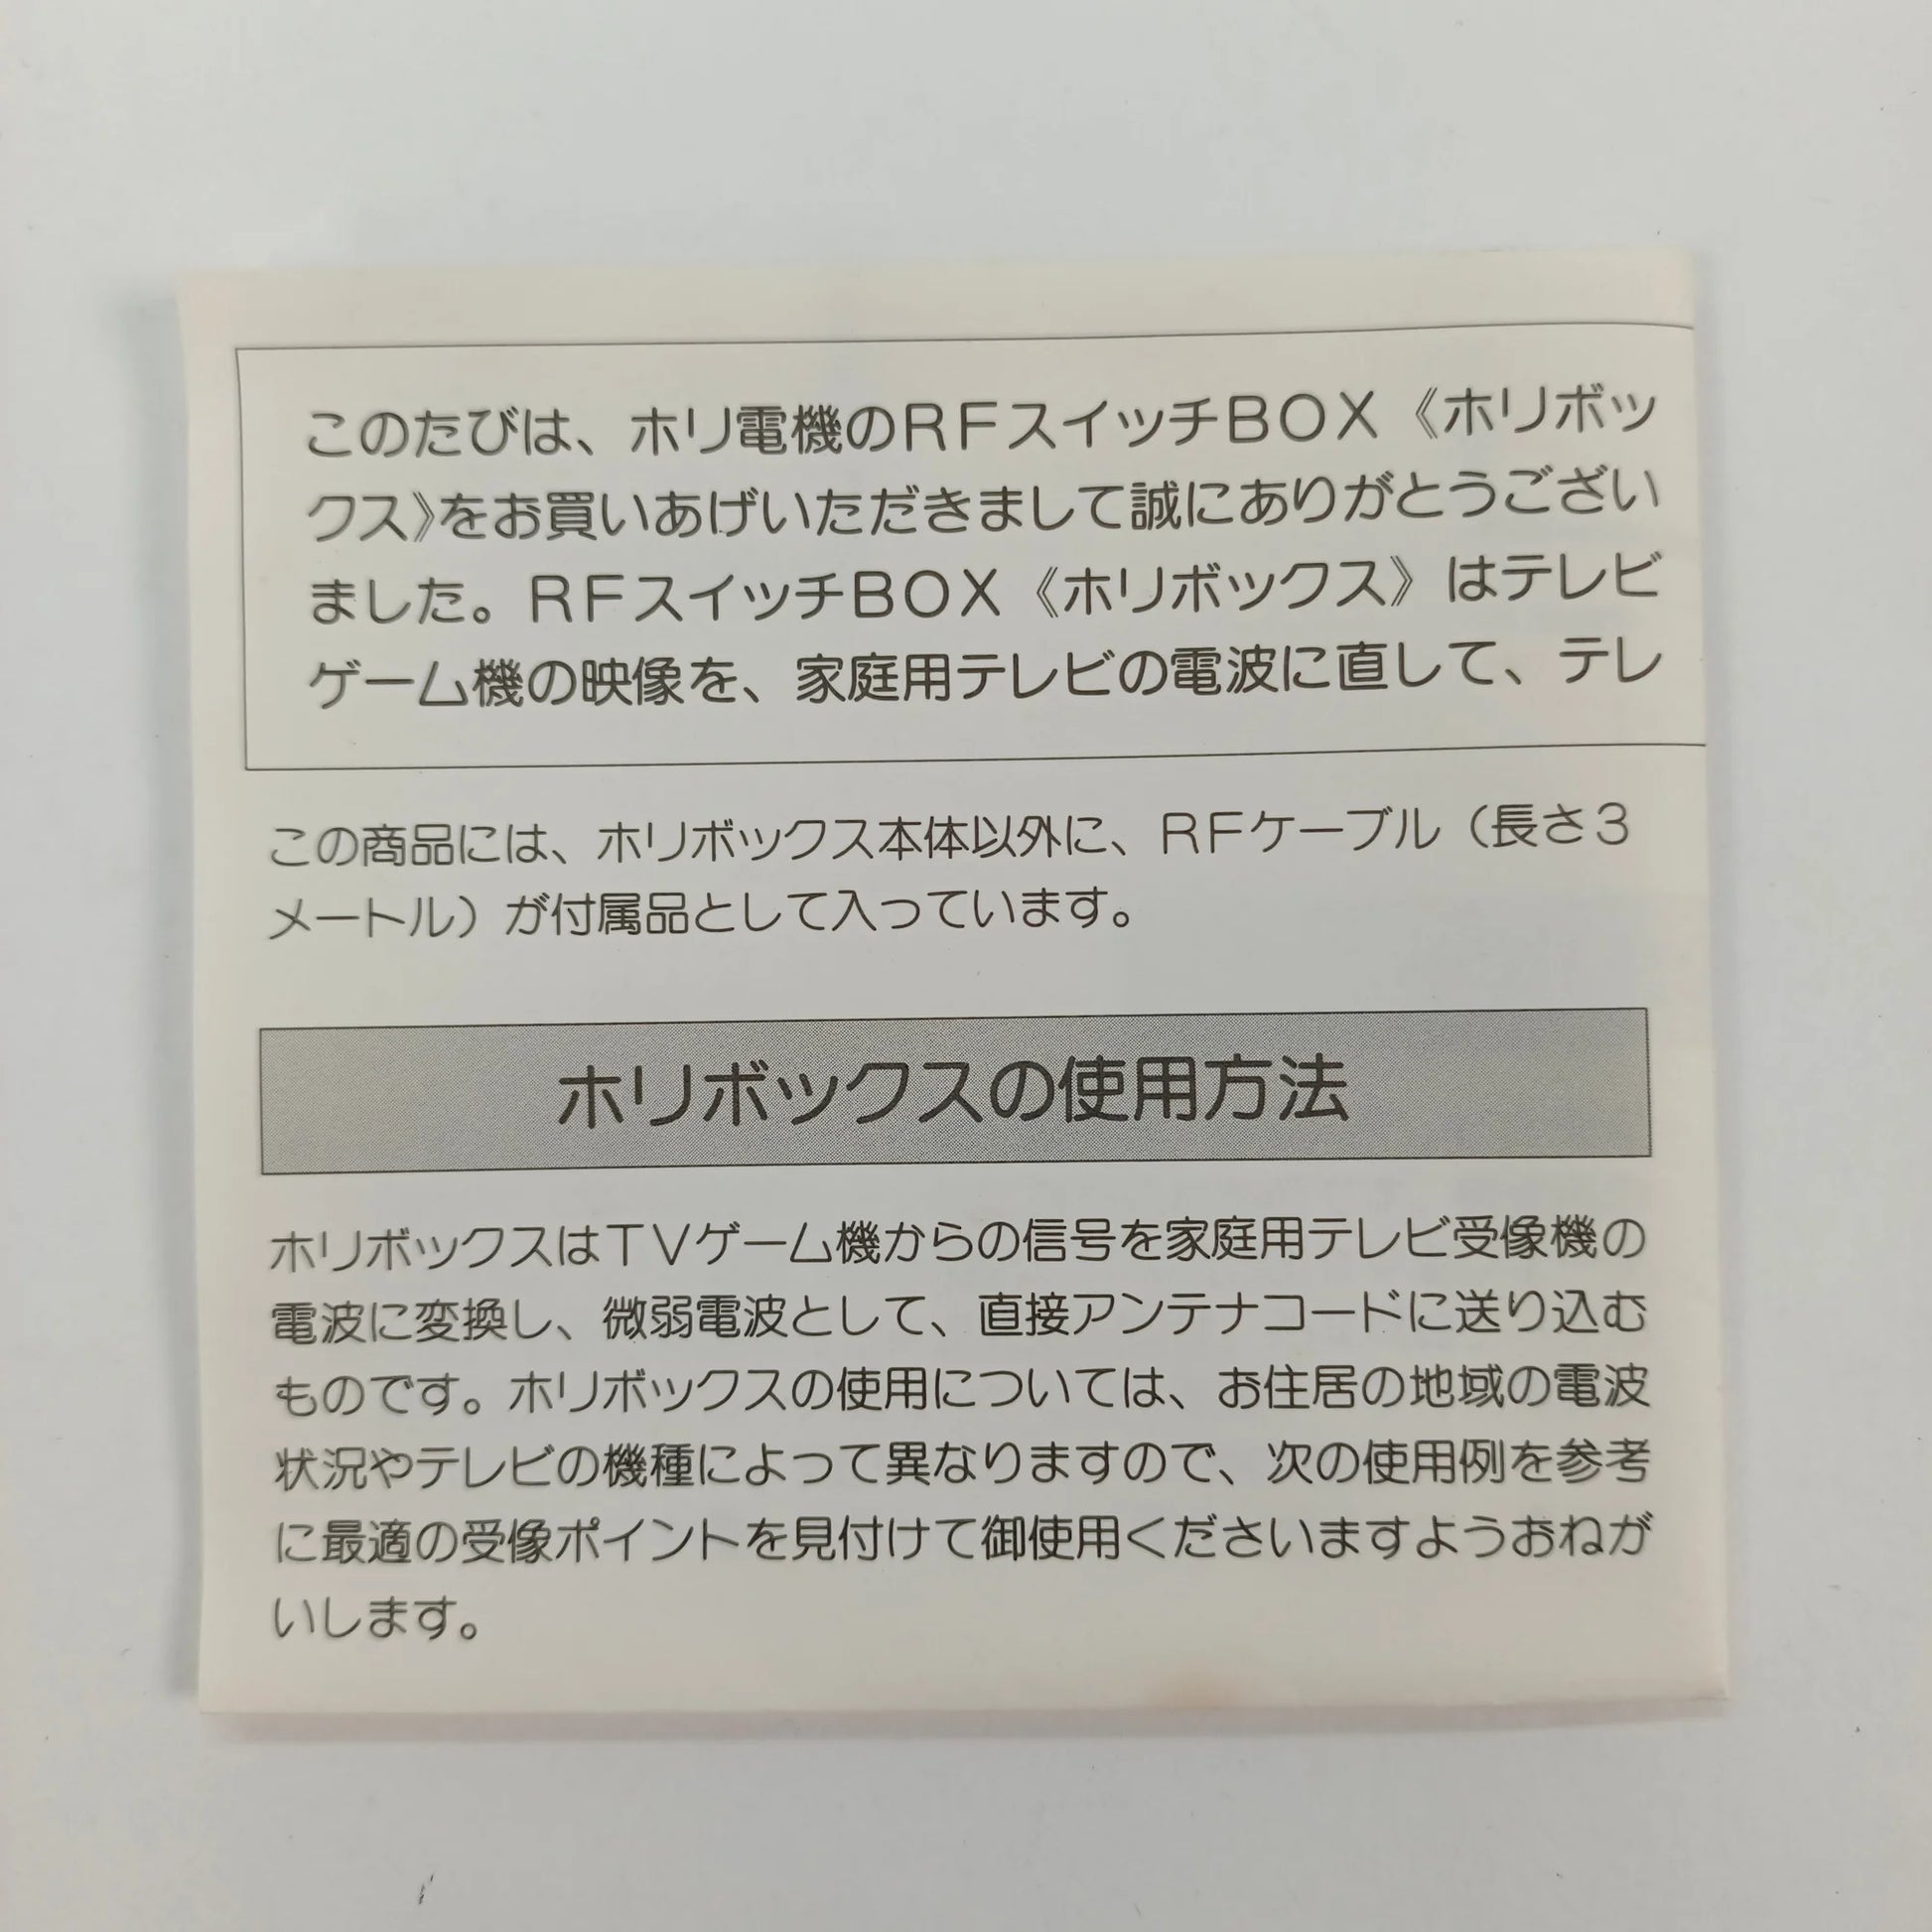 このたびは、ホリ電機のRFスイッチBOX《ホリボッ
クス》をお買いあげいただきまして誠にありがとうござい
ました。RFスイッチBOX《ホリボックス》はテレビ
ゲーム機の映像を、家庭用テレビの電波に直して、テレ
この商品には、ホリボックス本体以外に、RFケーブル（長さ3
メートル）が付属品として入っています。
ホリボックスの使用方法
ホリボックスはTVゲーム機からの信号を家庭用テレビ受像機の
電波に変換し、微弱電波として、直接アンテナコードに送り込む
ものです。ホリボックスの使用については、お住居の地域の電波
状況やテレビの機種によって異なりますので、次の使用例を参考
に最適の受像ポイントを見付けて御使用くださいますようおねが
いします。